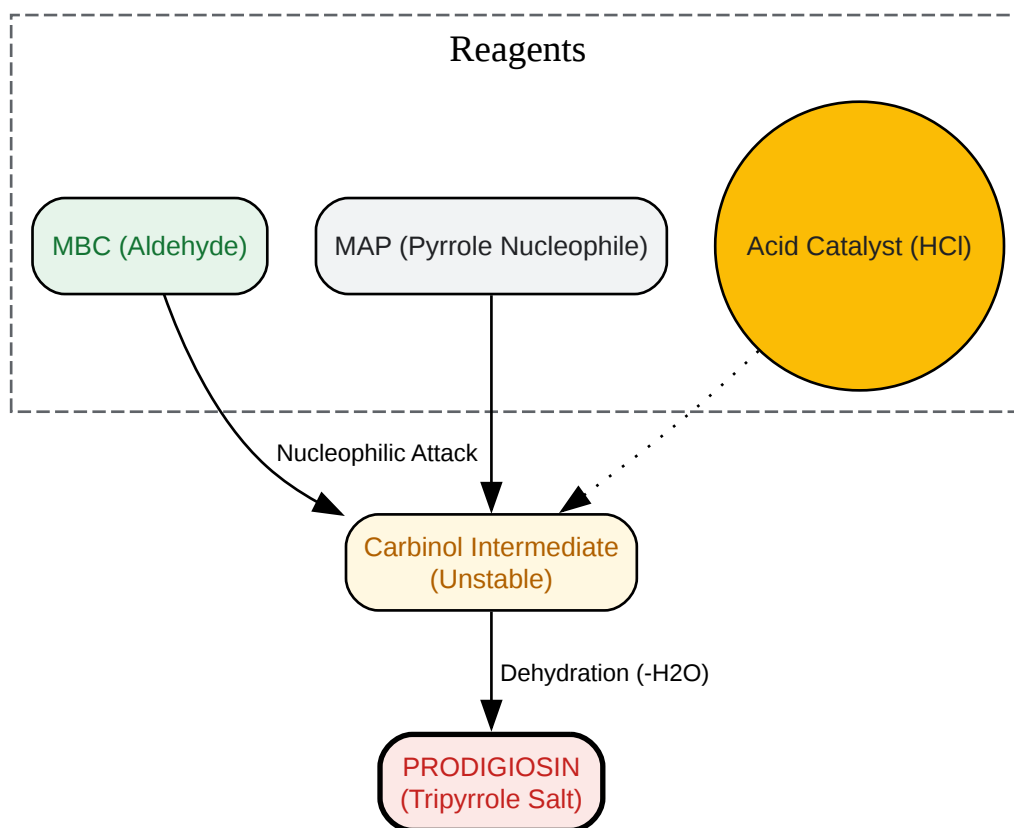 Reagents
MBC (Aldehyde)
MAP (Pyrrole Nucleophile)
Acid Catalyst (HCl)
Nucleophilic Attack
Carbinol Intermediate
(Unstable)
Dehydration (-H2O)
PRODIGIOSIN
(Tripyrrole Salt)